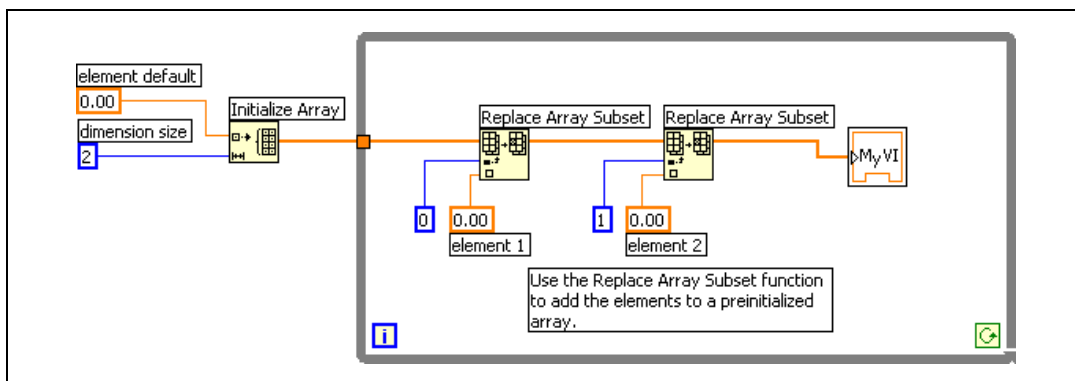 element default
0.00
dimension size
2
Initialize Array
Replace Array Subset
0
0.00
element 1
Replace Array Subset
1
0.00
element 2
MyVI
Use the Replace Array Subset function
to add the elements to a preinitialized
array.
i